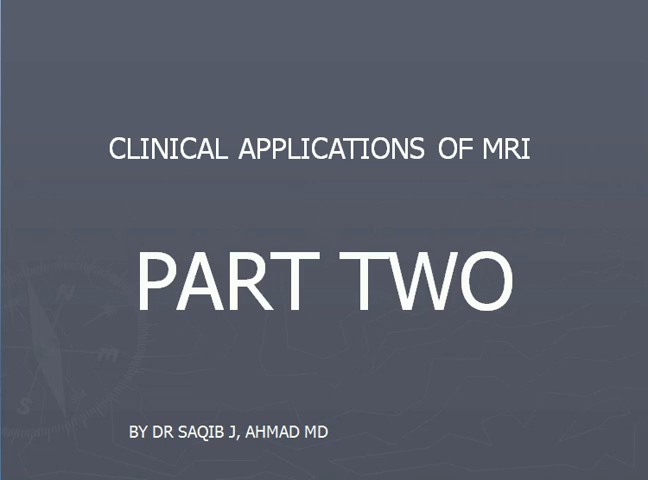 CLINICAL APPLICATIONS OF MRI
PART TWO
BY DR SAQIB J, AHMAD MD